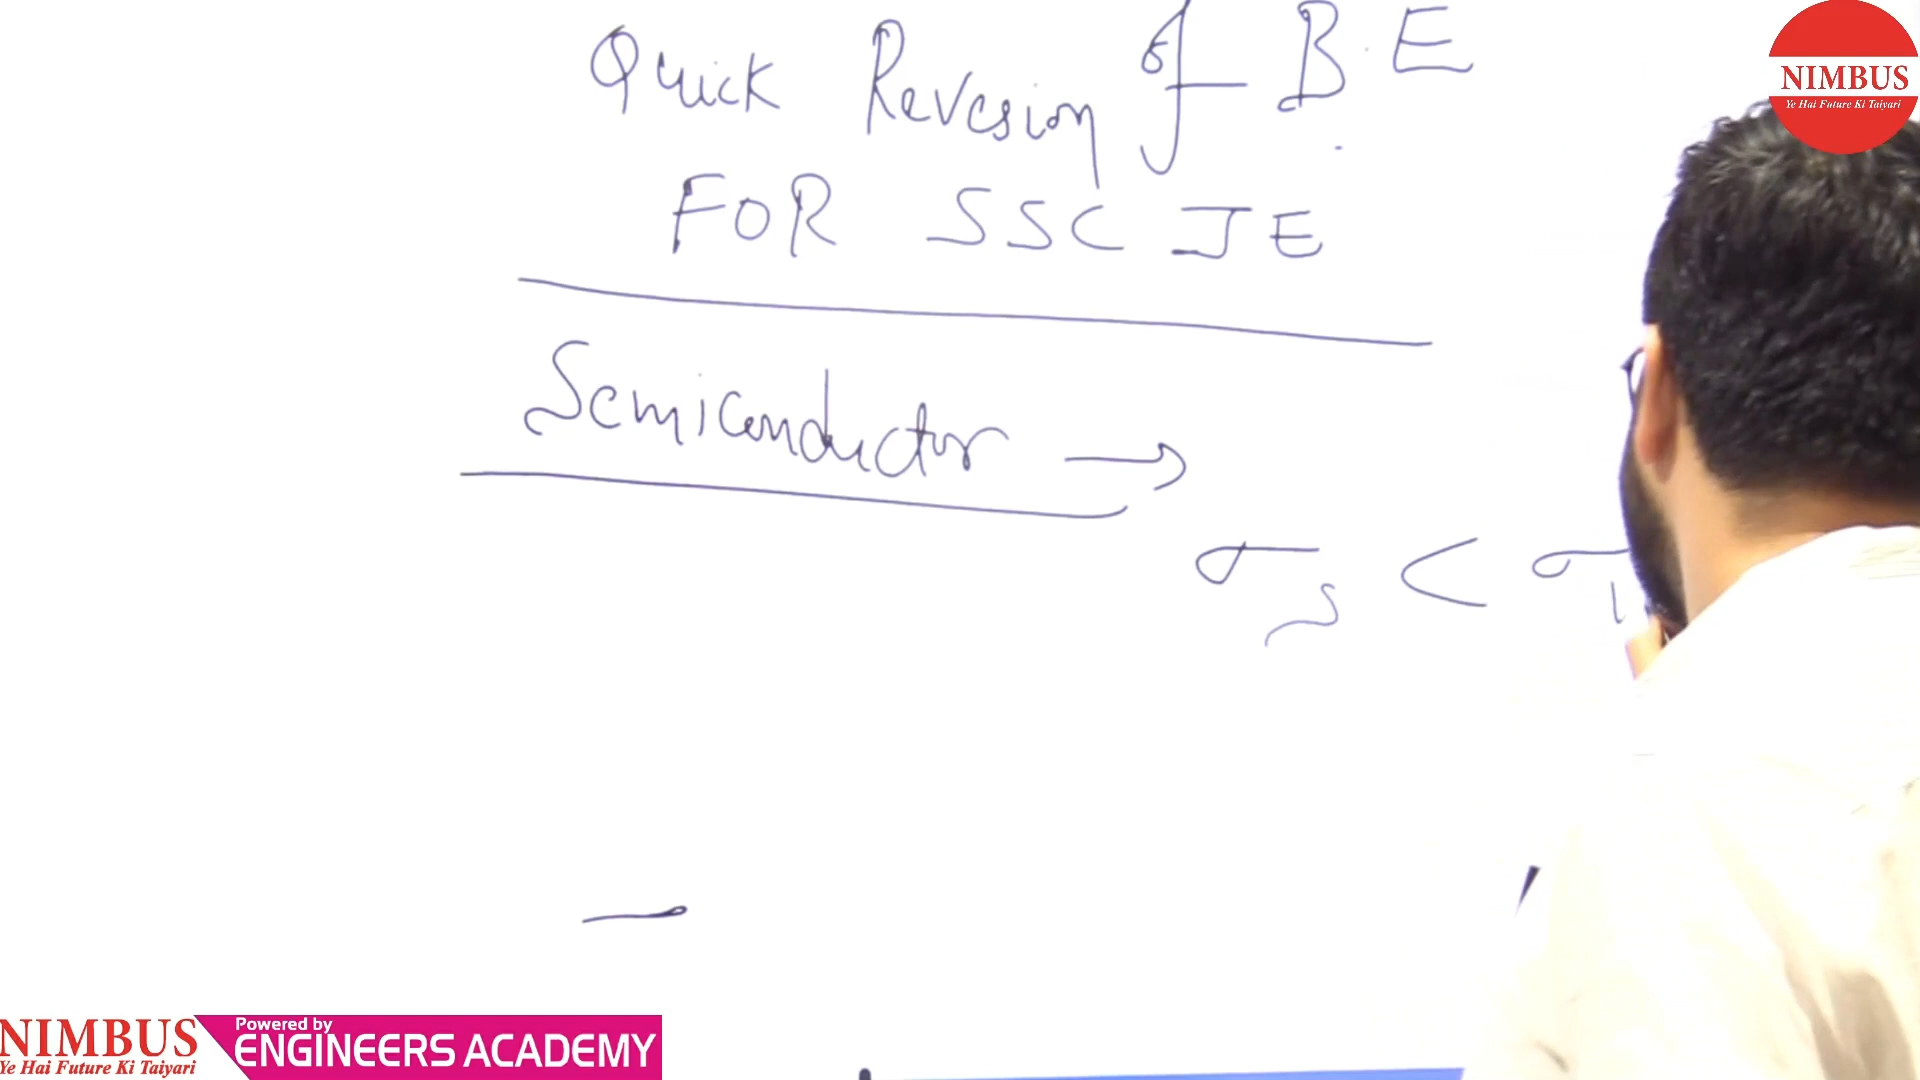 Quick Revesion of B.E
FOR SSC JE
Semiconductor →
σs < σ
NIMBUS
Ye Hai Future Ki Taiyari
NIMBUS
Ye Hai Future Ki Taiyari
Powered by
ENGINEERS ACADEMY